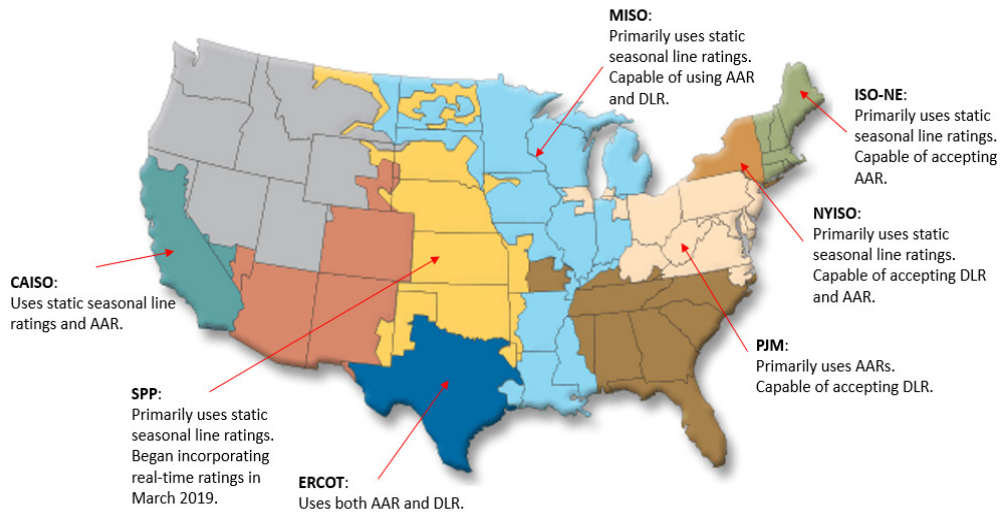 MISO:
Primarily uses static
seasonal line ratings.
Capable of using AAR
and DLR.
ISO-NE:
Primarily uses static
seasonal line ratings.
Capable of accepting
AAR.
NYISO:
Primarily uses static
seasonal line ratings.
Capable of accepting DLR
and AAR.
CAISO:
Uses static seasonal line
ratings and AAR.
PJM:
Primarily uses AARs.
Capable of accepting DLR.
SPP:
Primarily uses static
seasonal line ratings.
Began incorporating
real-time ratings in
March 2019.
ERCOT:
Uses both AAR and DLR.